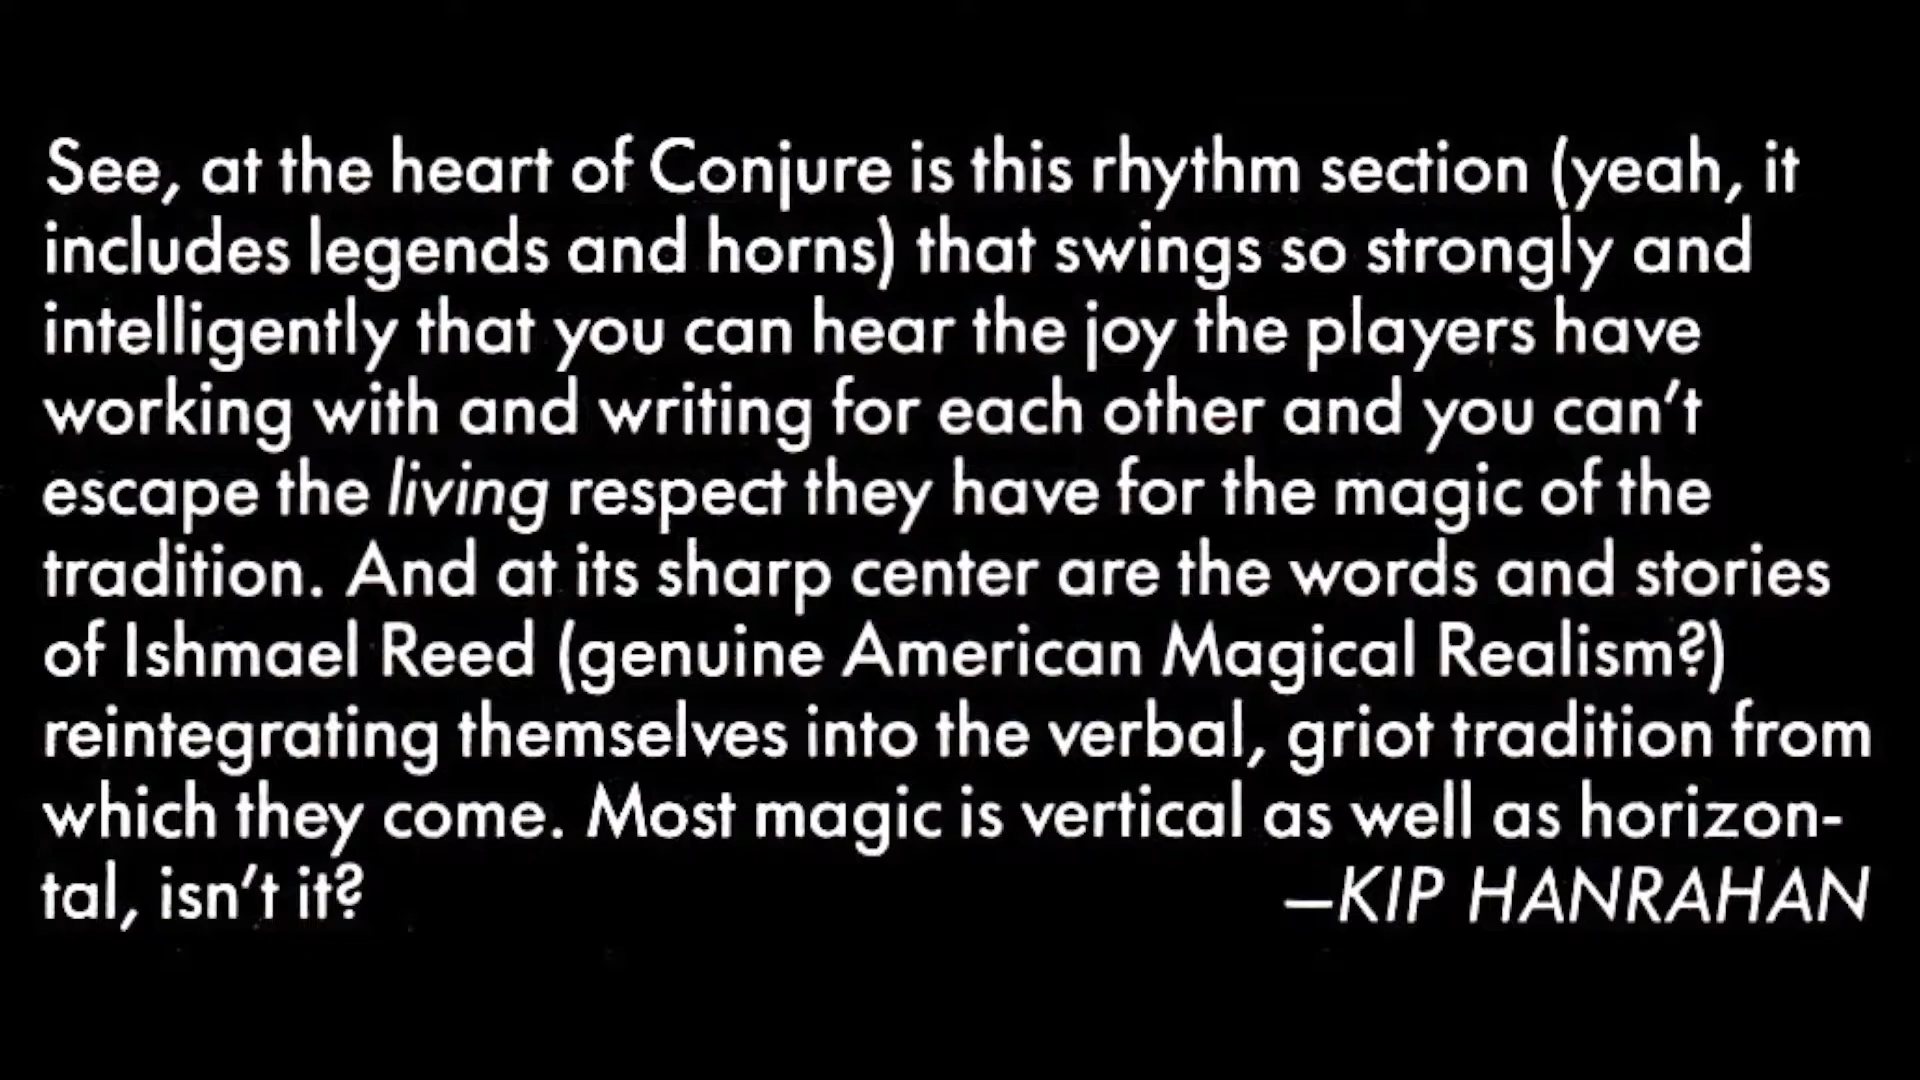 See, at the heart of Conjure is this rhythm section (yeah, it
includes legends and horns) that swings so strongly and
intelligently that you can hear the joy the players have
working with and writing for each other and you can't
escape the living respect they have for the magic of the
tradition. And at its sharp center are the words and stories
of Ishmael Reed (genuine American Magical Realism?)
reintegrating themselves into the verbal, griot tradition from
which they come. Most magic is vertical as well as horizon-
tal, isn't it? —KIP HANRAHAN